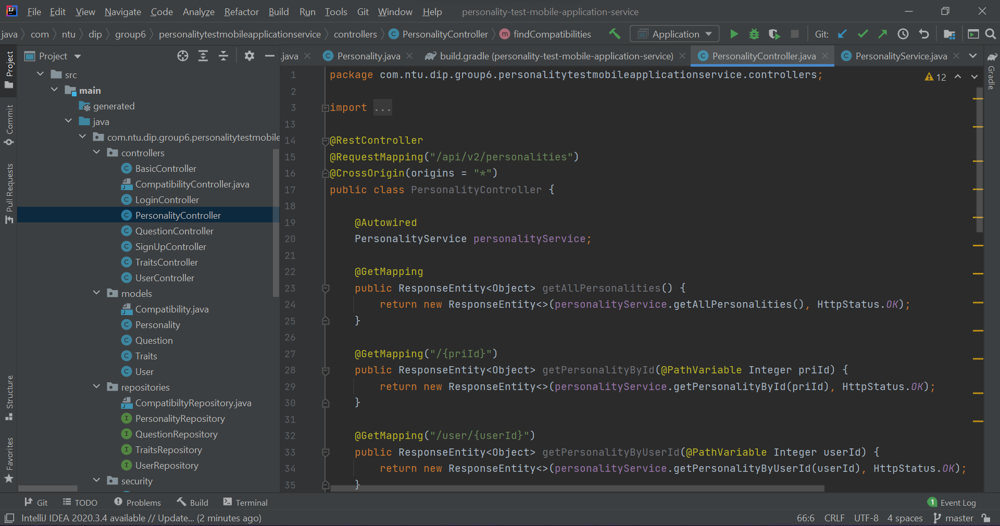 File Edit View Navigate Code Analyze Refactor Build Run Tools Git Window Help personality-test-mobile-application-service
java com ntu dip group6 personalitytestmobileapplicationservice controllers PersonalityController findCompatibilities Application Git:
Project .java Personality.java build.gradle (personality-test-mobile-application-service) PersonalityController.java PersonalityService.java
Project
Commit
Pull Requests
Structure
Favorites
src
main
generated
java
com.ntu.dip.group6.personalitytestmobile
controllers
BasicController
CompatibilityController.java
LoginController
PersonalityController
QuestionController
SignUpController
TraitsController
UserController
models
Compatibility.java
Personality
Question
Traits
User
repositories
CompatibiltyRepository.java
PersonalityRepository
QuestionRepository
TraitsRepository
UserRepository
security
1 package com.ntu.dip.group6.personalitytestmobileapplicationservice.controllers;
2
3 import ...
13
14 @RestController
15 @RequestMapping("/api/v2/personalities")
16 @CrossOrigin(origins = "*")
17 public class PersonalityController {
18
19 @Autowired
20 PersonalityService personalityService;
21
22 @GetMapping
23 public ResponseEntity<Object> getAllPersonalities() {
24 return new ResponseEntity<>(personalityService.getAllPersonalities(), HttpStatus.OK);
25 }
26
27 @GetMapping("/{priId}")
28 public ResponseEntity<Object> getPersonalityById(@PathVariable Integer priId) {
29 return new ResponseEntity<>(personalityService.getPersonalityById(priId), HttpStatus.OK);
30 }
31
32 @GetMapping("/user/{userId}")
33 public ResponseEntity<Object> getPersonalityByUserId(@PathVariable Integer userId) {
34 return new ResponseEntity<>(personalityService.getPersonalityByUserId(userId), HttpStatus.OK);
35 }
12
Gradle
Git TODO Problems Build Terminal 1 Event Log
IntelliJ IDEA 2020.3.4 available // Update... (2 minutes ago) 66:6 CRLF UTF-8 4 spaces master